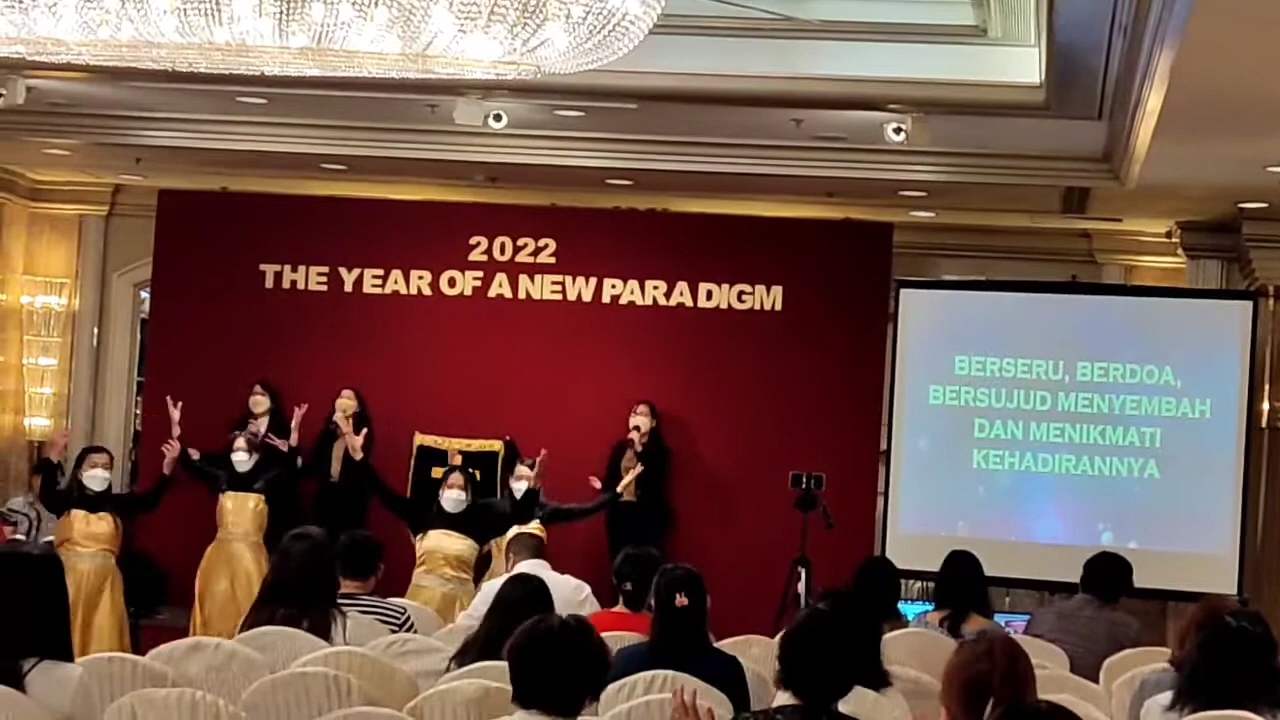 2022
THE YEAR OF A NEW PARADIGM
BERSERU, BERDOA,
BERSUJUD MENYEMBAH
DAN MENIKMATI
KEHADIRANNYA